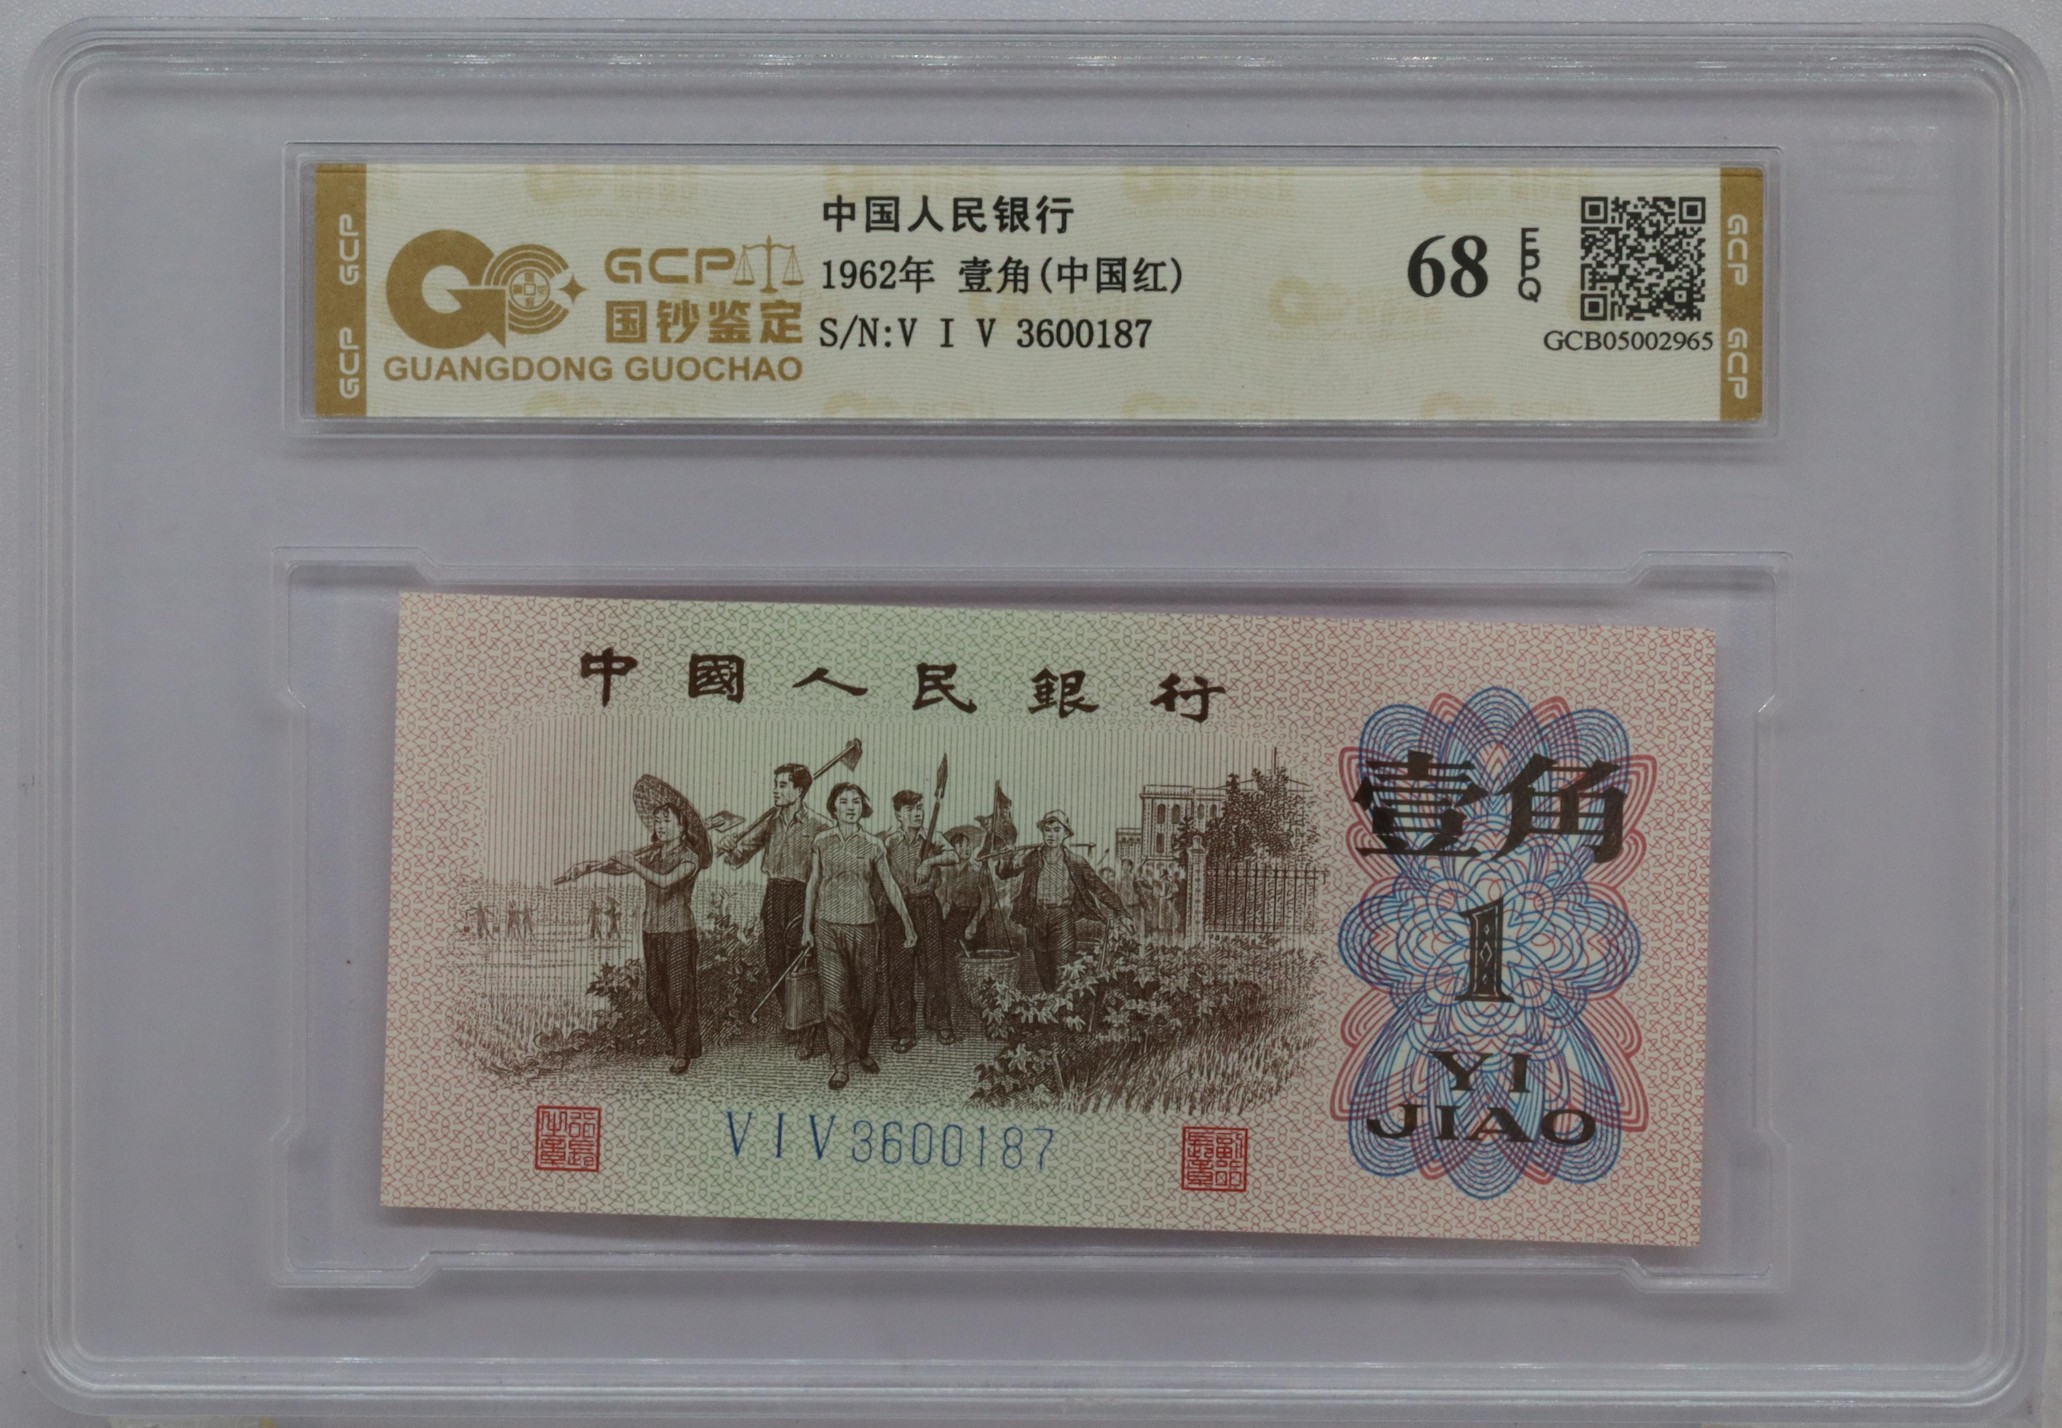 GCP GCP
GCP
国钞鉴定
GUANGDONG GUOCHAO
中国人民银行
1962年 壹角(中国红)
S/N:V I V 3600187
68 EPQ
GCB05002965
GCP GCP
中國人民銀行
壹角
1
YI
JIAO
VIV3600187